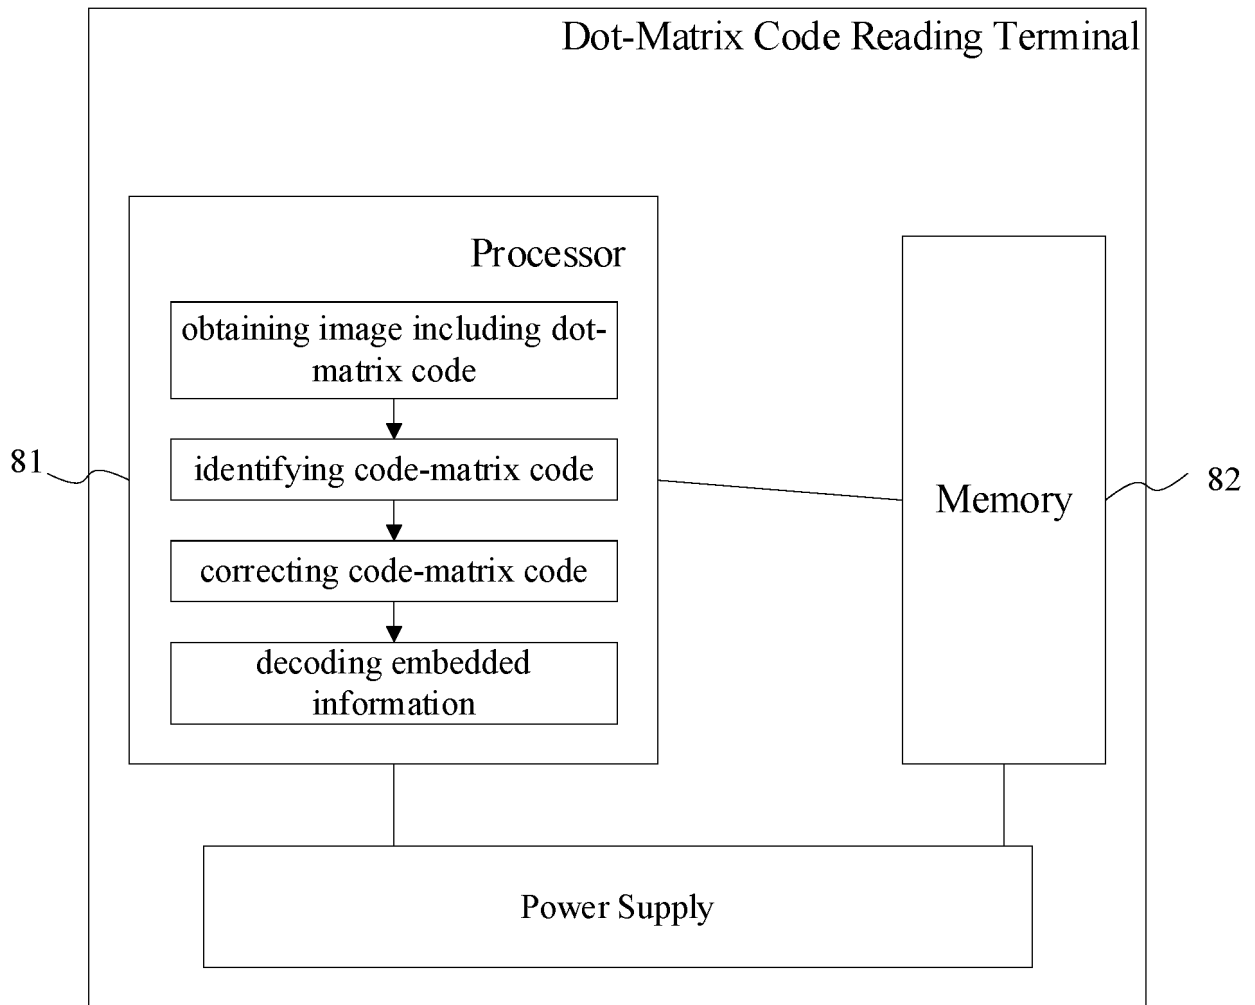 Dot-Matrix Code Reading Terminal
Processor
obtaining image including dot-
matrix code
identifying code-matrix code
correcting code-matrix code
decoding embedded
information
81
Memory
82
Power Supply